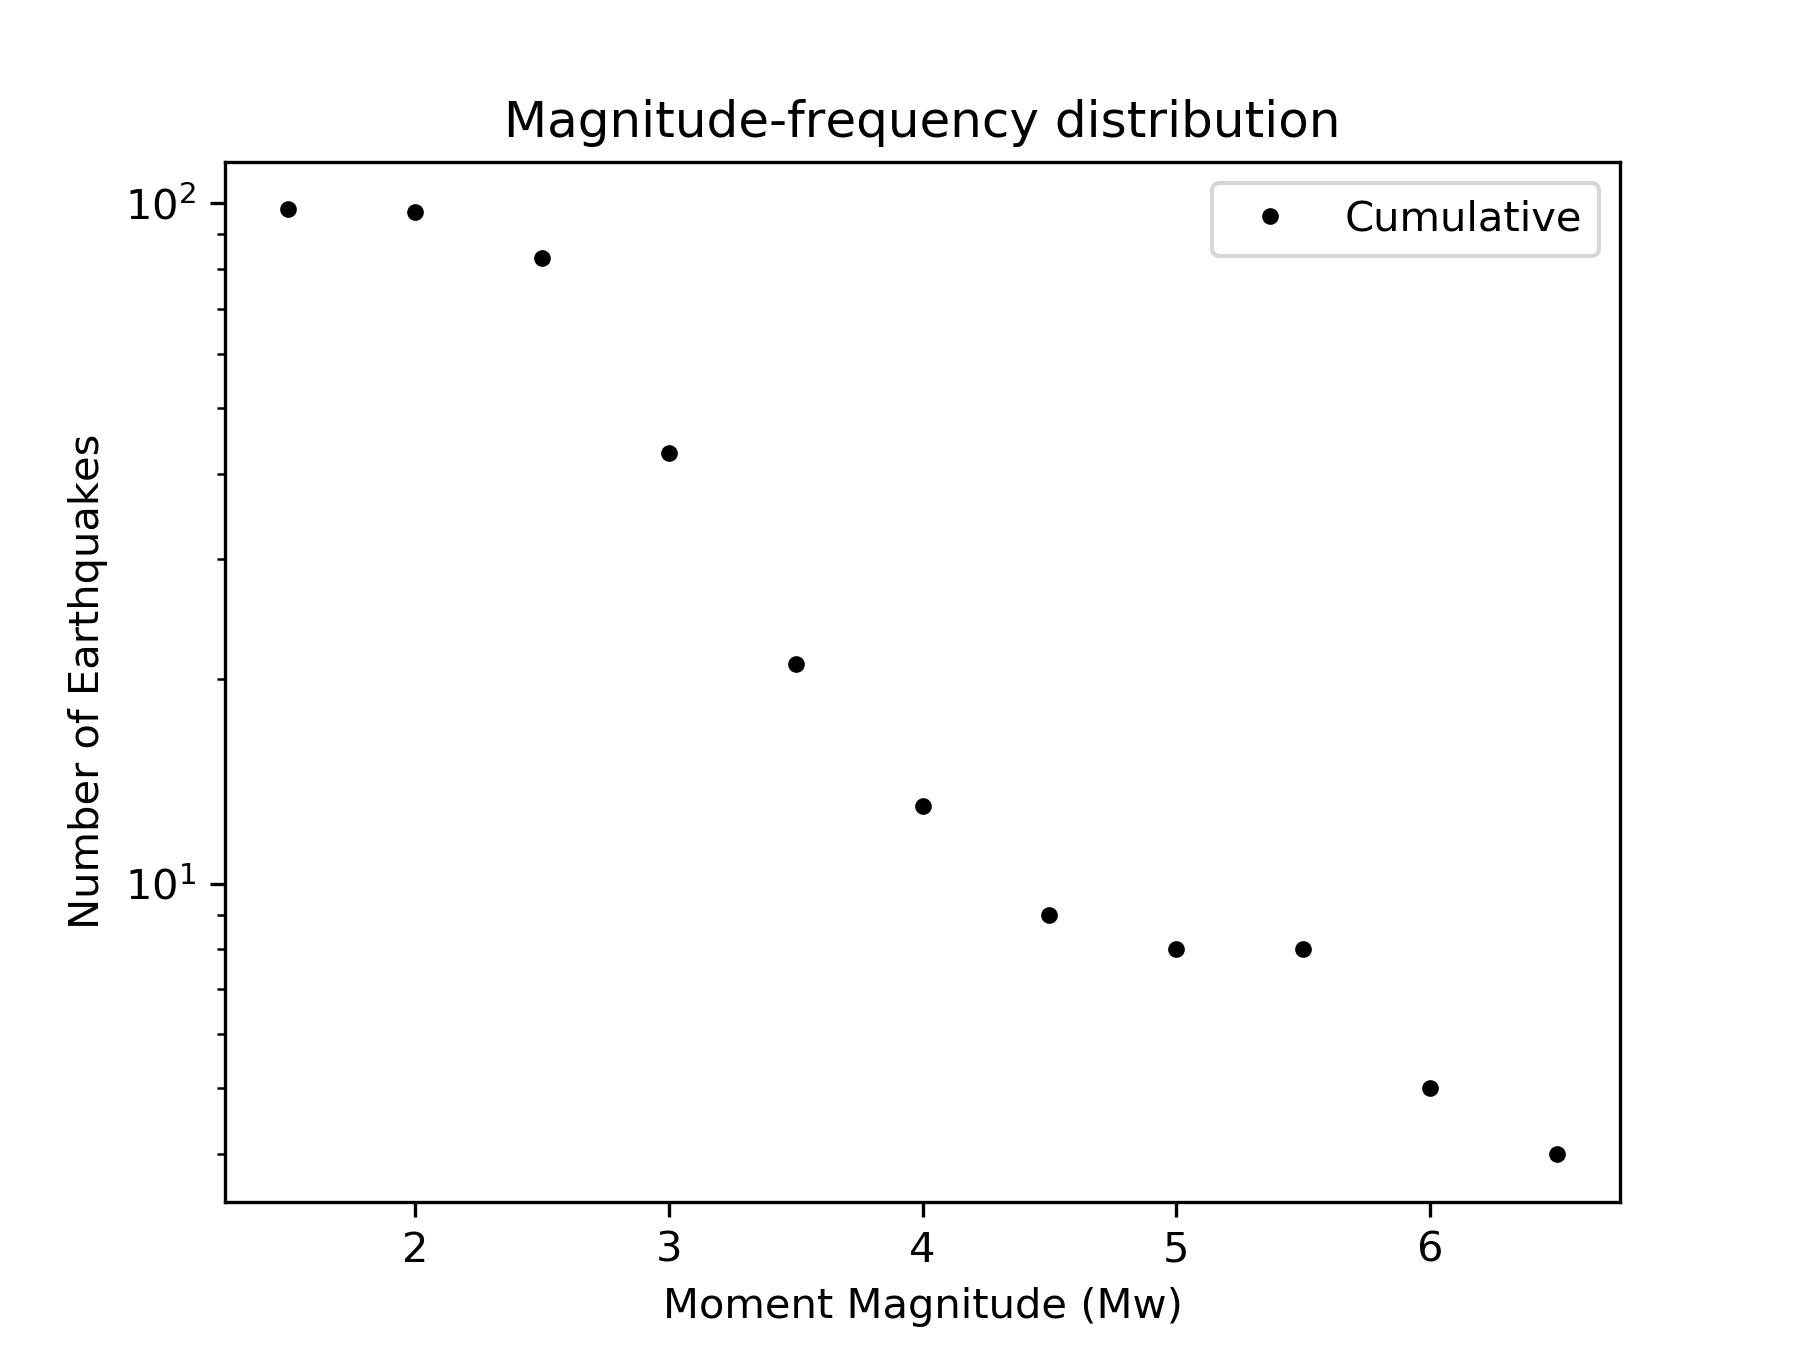 Magnitude-frequency distribution
Cumulative
10²
10¹
Number of Earthquakes
2 3 4 5 6
Moment Magnitude (Mw)